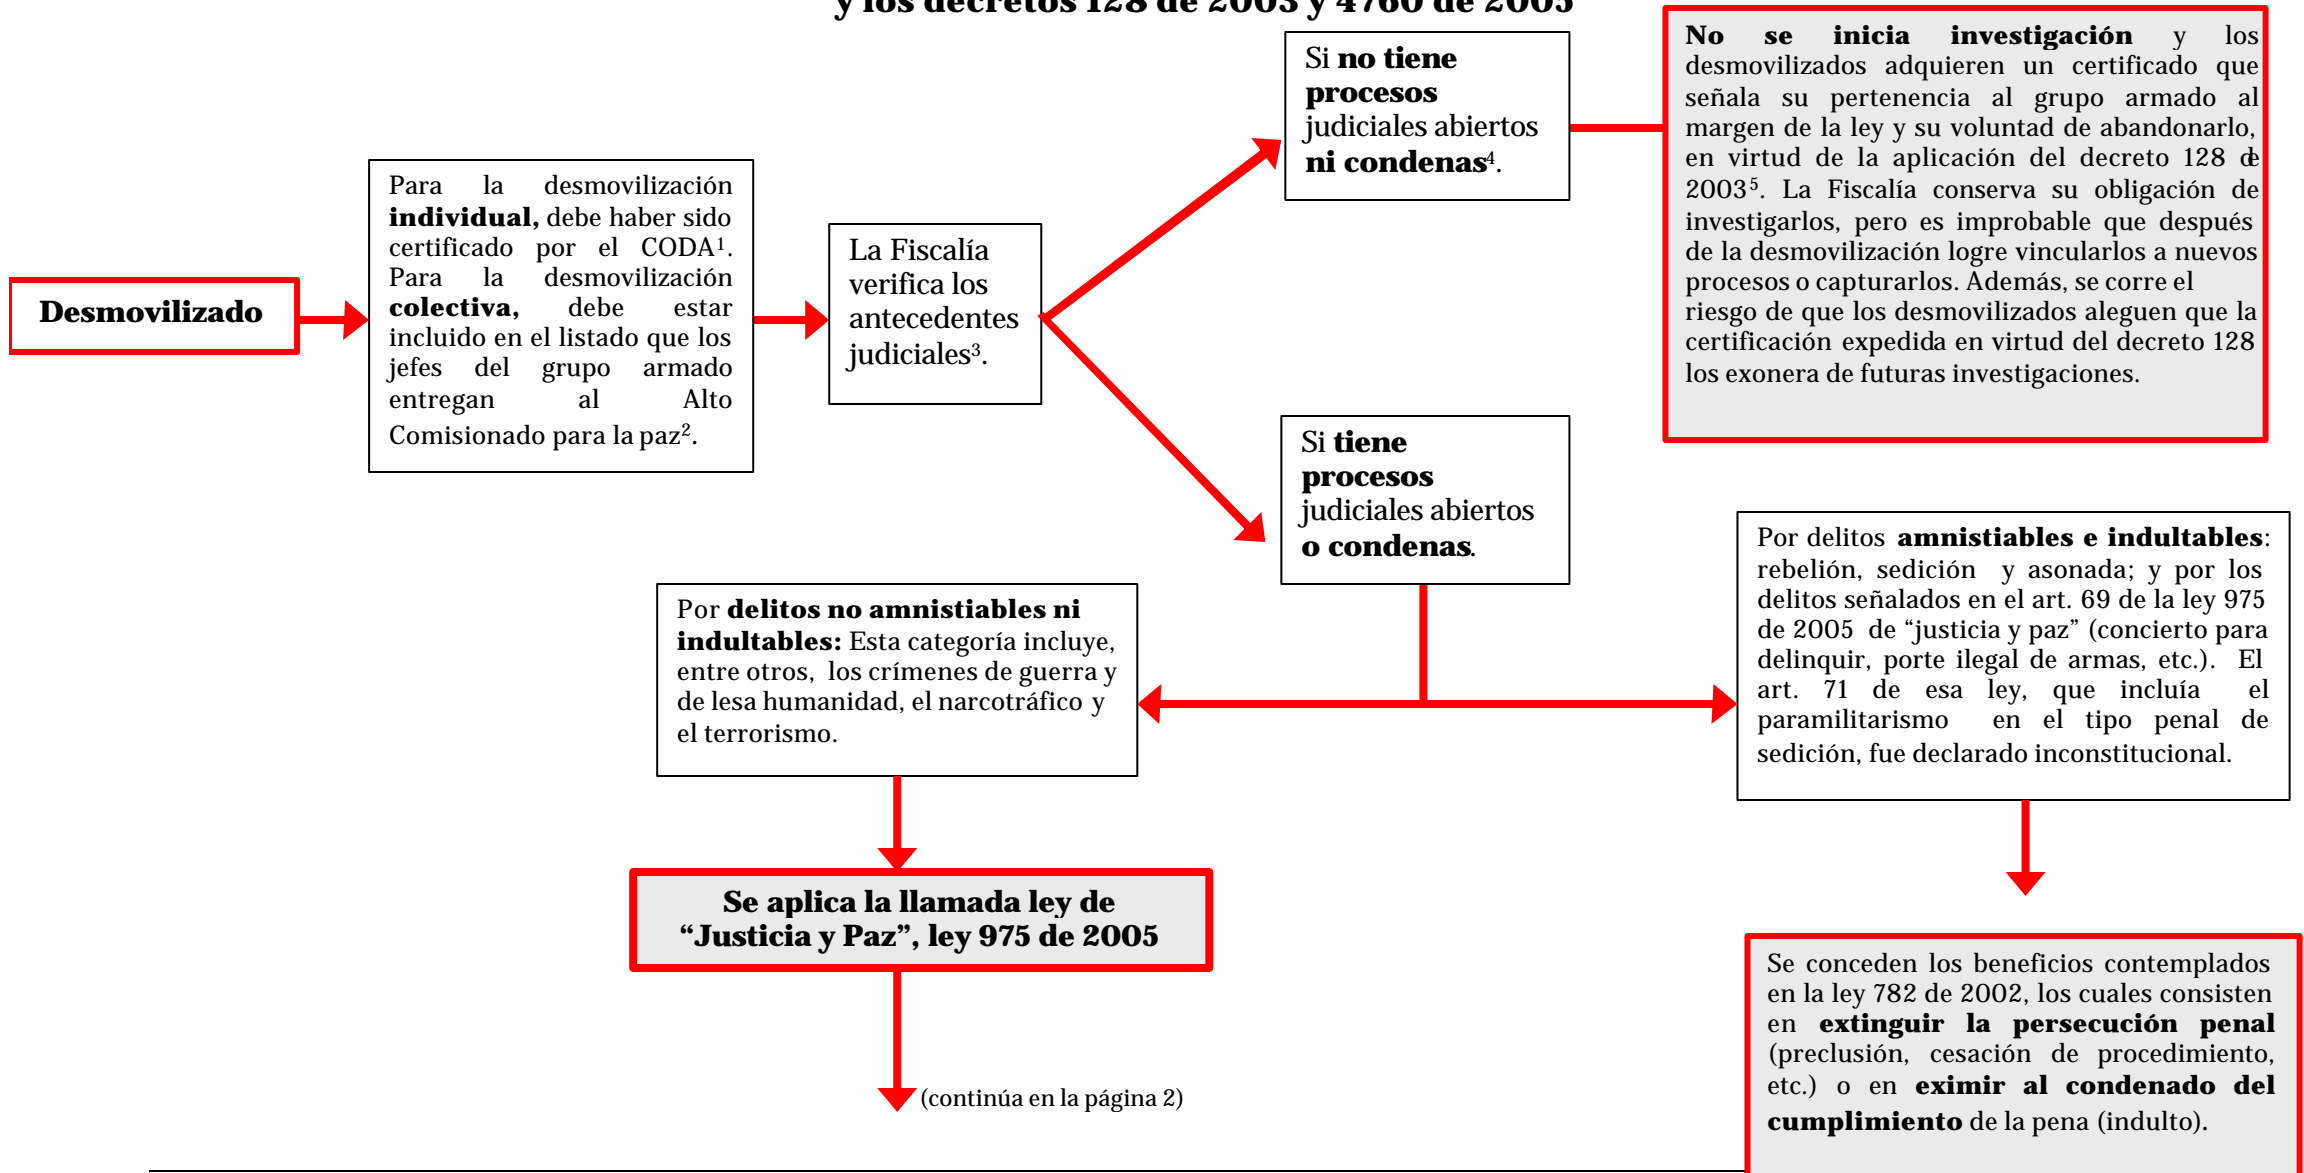 y los decretos 128 de 2003 y 4760 de 2005
Desmovilizado
Para la desmovilización
individual, debe haber sido
certificado por el CODA¹.
Para la desmovilización
colectiva, debe estar
incluido en el listado que los
jefes del grupo armado
entregan al Alto
Comisionado para la paz².
La Fiscalía
verifica los
antecedentes
judiciales³.
Si no tiene
procesos
judiciales abiertos
ni condenas⁴.
No se inicia investigación y los
desmovilizados adquieren un certificado que
señala su pertenencia al grupo armado al
margen de la ley y su voluntad de abandonarlo,
en virtud de la aplicación del decreto 128 de
2003⁵. La Fiscalía conserva su obligación de
investigarlos, pero es improbable que después
de la desmovilización logre vincularlos a nuevos
procesos o capturarlos. Además, se corre el
riesgo de que los desmovilizados aleguen que la
certificación expedida en virtud del decreto 128
los exonera de futuras investigaciones.
Si tiene
procesos
judiciales abiertos
o condenas.
Por delitos no amnistiables ni
indultables: Esta categoría incluye,
entre otros, los crímenes de guerra y
de lesa humanidad, el narcotráfico y
el terrorismo.
Por delitos amnistiables e indultables:
rebelión, sedición y asonada; y por los
delitos señalados en el art. 69 de la ley 975
de 2005 de “justicia y paz” (concierto para
delinquir, porte ilegal de armas, etc.). El
art. 71 de esa ley, que incluía el
paramilitarismo en el tipo penal de
sedición, fue declarado inconstitucional.
Se aplica la llamada ley de
“Justicia y Paz”, ley 975 de 2005
(continúa en la página 2)
Se conceden los beneficios contemplados
en la ley 782 de 2002, los cuales consisten
en extinguir la persecución penal
(preclusión, cesación de procedimiento,
etc.) o en eximir al condenado del
cumplimiento de la pena (indulto).